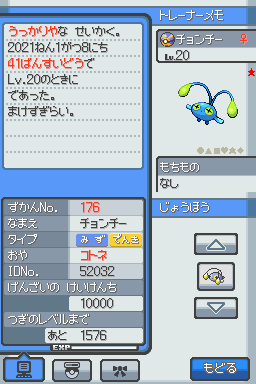 トレーナーメモ
うっかりやな せいかく。
2021ねん1がつ8にち
41ばんすいどうで
Lv.20のときに
であった。
まけずぎらい。
チョンチー ♀
Lv.20
もちもの
なし
ずかんNo. 176
なまえ チョンチー
タイプ みず でんき
おや コトネ
IDNo. 52032
げんざいの けいけんち
10000
つぎのレベルまで
あと 1576
EXP
じょうほう
もどる